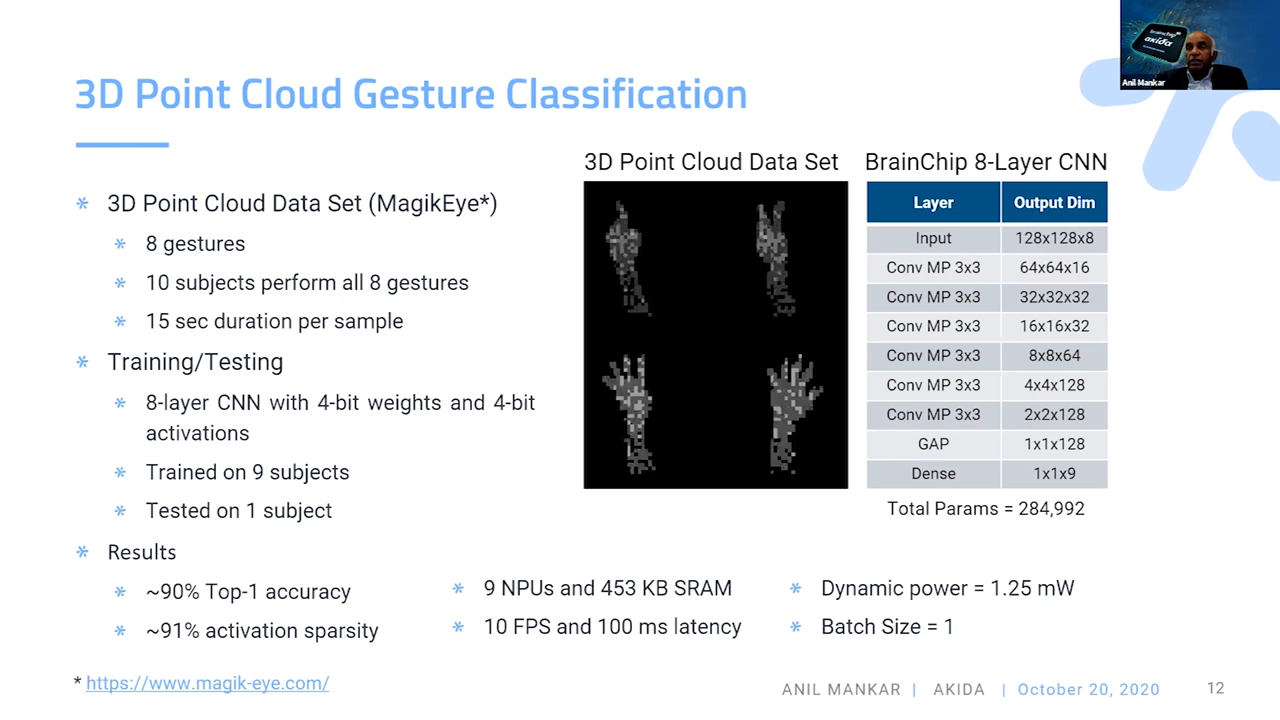 brainchip
akida
Anil Mankar
3D Point Cloud Gesture Classification
* 3D Point Cloud Data Set (MagikEye*)
* 8 gestures
* 10 subjects perform all 8 gestures
* 15 sec duration per sample
* Training/Testing
* 8-layer CNN with 4-bit weights and 4-bit
activations
* Trained on 9 subjects
* Tested on 1 subject
* Results
* ~90% Top-1 accuracy
* ~91% activation sparsity
* 9 NPUs and 453 KB SRAM
* 10 FPS and 100 ms latency
* Dynamic power = 1.25 mW
* Batch Size = 1
3D Point Cloud Data Set
BrainChip 8-Layer CNN
Layer Output Dim
Input 128x128x8
Conv MP 3x3 64x64x16
Conv MP 3x3 32x32x32
Conv MP 3x3 16x16x32
Conv MP 3x3 8x8x64
Conv MP 3x3 4x4x128
Conv MP 3x3 2x2x128
GAP 1x1x128
Dense 1x1x9
Total Params = 284,992
* https://www.magik-eye.com/
ANIL MANKAR | AKIDA | October 20, 2020 12